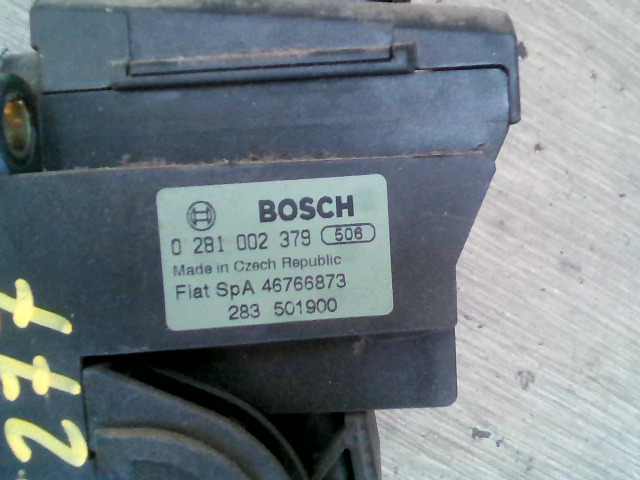 BOSCH
0 281 002 379 506
Made in Czech Republic
Fiat SpA 46766873
283 501900